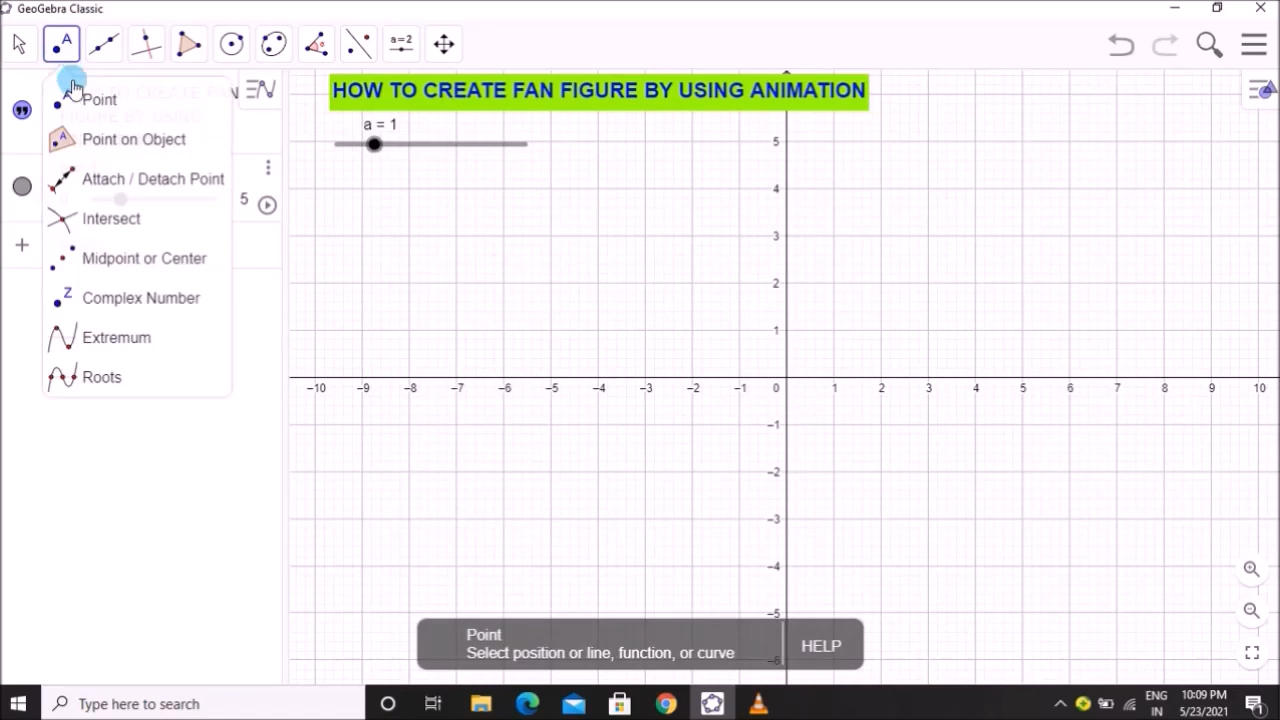 GeoGebra Classic
A
a=2
HOW TO CREATE FAN FIGURE BY USING ANIMATION
a = 1
Point
Point on Object
Attach / Detach Point
5
Intersect
Midpoint or Center
Complex Number
Extremum
Roots
5
4
3
2
1
−10 −9 −8 −7 −6 −5 −4 −3 −2 −1 0 1 2 3 4 5 6 7 8 9 10
−1
−2
−3
−4
−5
−6
Point
Select position or line, function, or curve
HELP
Type here to search
ENG
IN
10:09 PM
5/23/2021